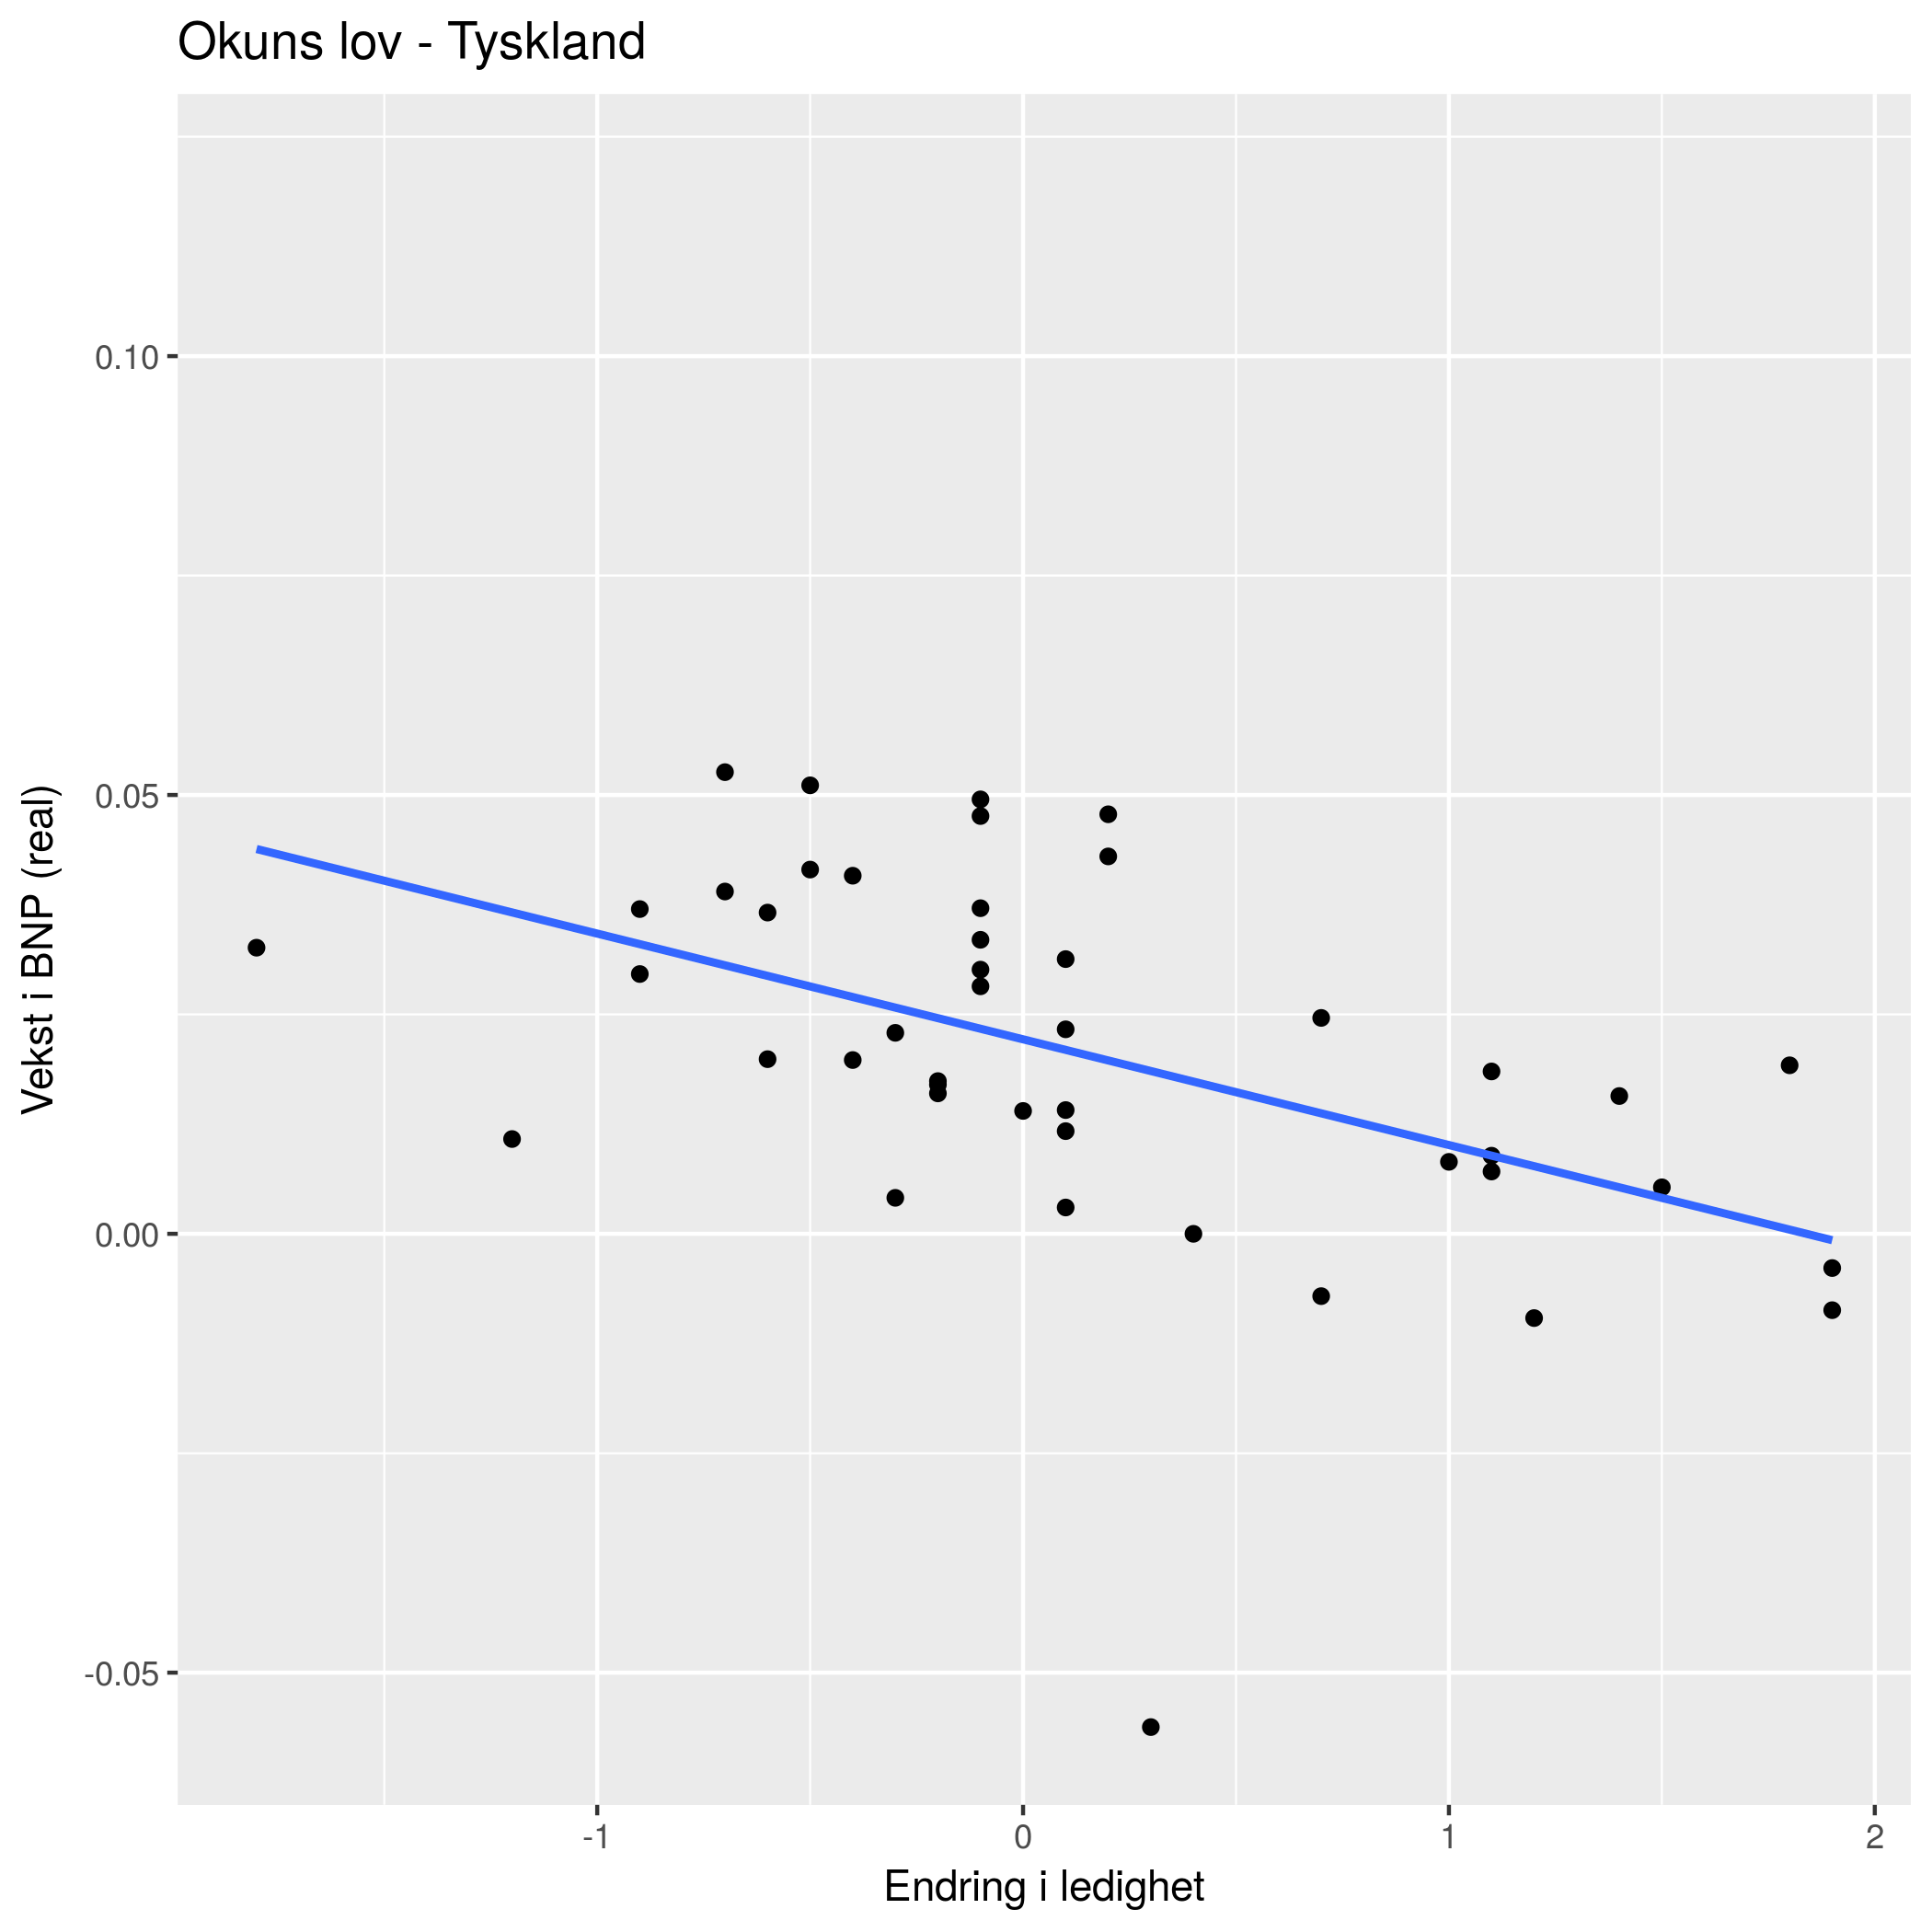 Okuns lov - Tyskland
Vekst i BNP (real)
0.10
0.05
0.00
-0.05
-1
0
1
2
Endring i ledighet